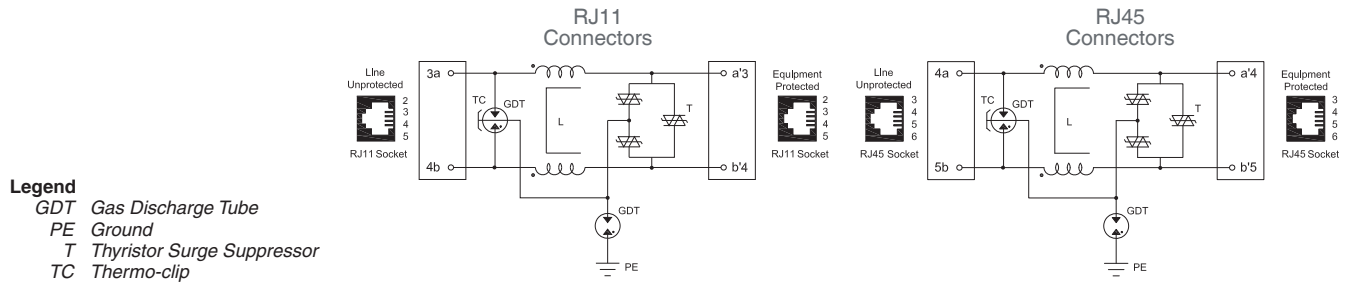 RJ11
Connectors
LIne
Unprotected
2
3
4
5
RJ11 Socket
3a
4b
TC
GDT
L
T
a'3
b'4
GDT
PE
EquIpment
Protected
2
3
4
5
RJ11 Socket
RJ45
Connectors
LIne
Unprotected
3
4
5
6
RJ45 Socket
4a
5b
TC
GDT
L
T
a'4
b'5
GDT
PE
EquIpment
Protected
3
4
5
6
RJ45 Socket
Legend
GDT Gas Discharge Tube
PE Ground
T Thyristor Surge Suppressor
TC Thermo-clip